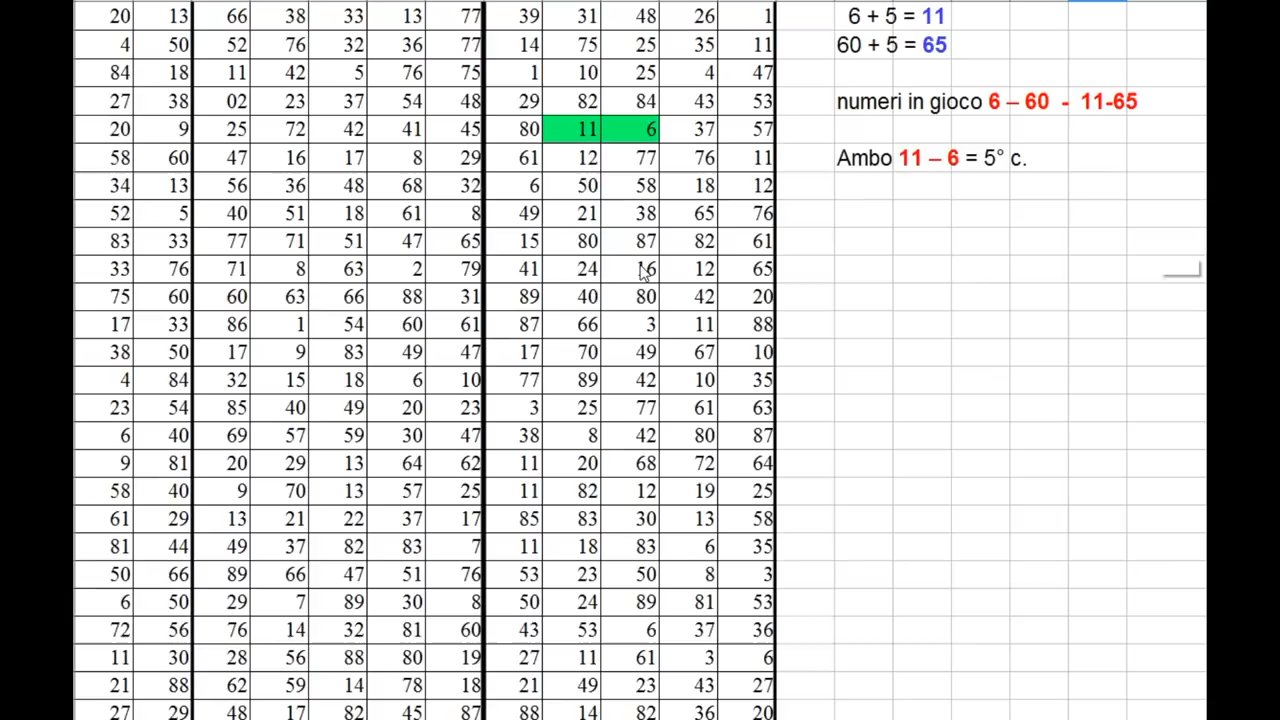 20 13 66 38 33 13 77 39 31 48 26 1 6 + 5 = 11
4 50 52 76 32 36 77 14 75 25 35 11 60 + 5 = 65
84 18 11 42 5 76 75 1 10 25 4 47
27 38 02 23 37 54 48 29 82 84 43 53 numeri in gioco 6 – 60 - 11-65
20 9 25 72 42 41 45 80 11 6 37 57
58 60 47 16 17 8 29 61 12 77 76 11 Ambo 11 – 6 = 5° c.
34 13 56 36 48 68 32 6 50 58 18 12
52 5 40 51 18 61 8 49 21 38 65 76
83 33 77 71 51 47 65 15 80 87 82 61
33 76 71 8 63 2 79 41 24 16 12 65
75 60 60 63 66 88 31 89 40 80 42 20
17 33 86 1 54 60 61 87 66 3 11 88
38 50 17 9 83 49 47 17 70 49 67 10
4 84 32 15 18 6 10 77 89 42 10 35
23 54 85 40 49 20 23 3 25 77 61 63
6 40 69 57 59 30 47 38 8 42 80 87
9 81 20 29 13 64 62 11 20 68 72 64
58 40 9 70 13 57 25 11 82 12 19 25
61 29 13 21 22 37 17 85 83 30 13 58
81 44 49 37 82 83 7 11 18 83 6 35
50 66 89 66 47 51 76 53 23 50 8 3
6 50 29 7 89 30 8 50 24 89 81 53
72 56 76 14 32 81 60 43 53 6 37 36
11 30 28 56 88 80 19 27 11 61 3 6
21 88 62 59 14 78 18 21 49 23 43 27
27 29 48 17 82 45 87 88 14 82 36 20